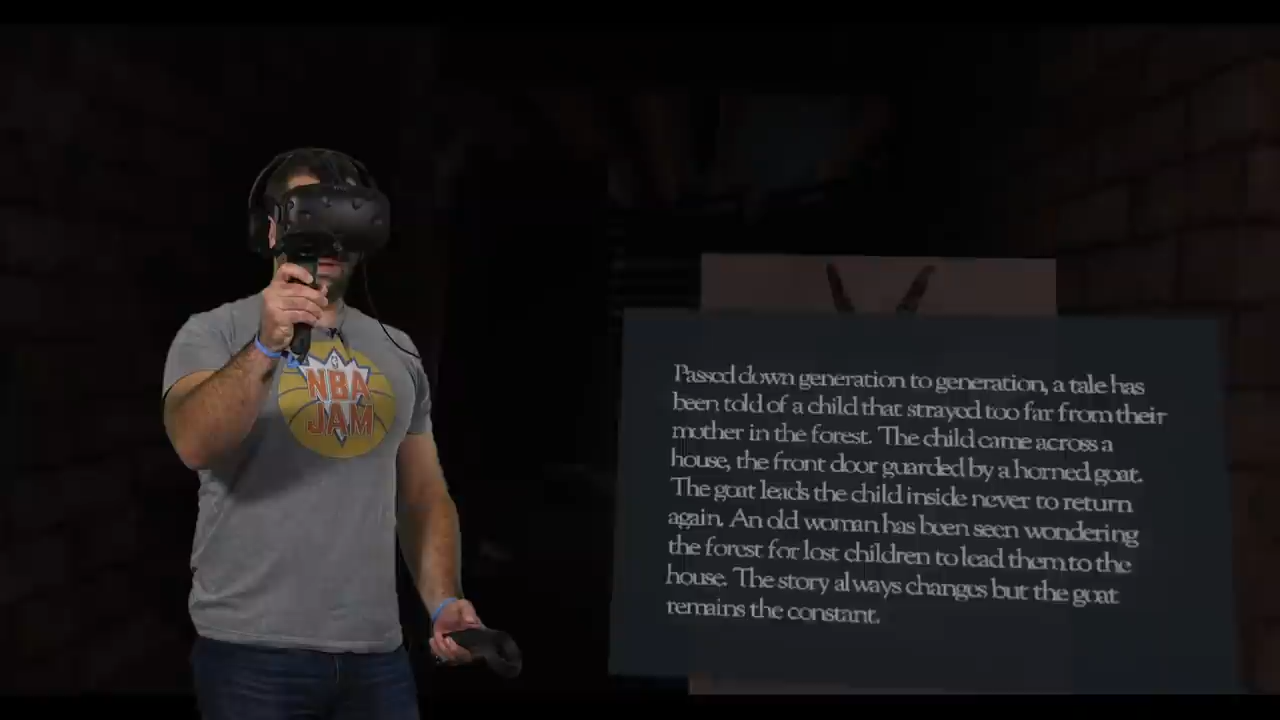 NBA
JAM
Passed down generation to generation, a tale has
been told of a child that strayed too far from their
mother in the forest. The child came across a
house, the front door guarded by a horned goat.
The goat leads the child inside never to return
again. An old woman has been seen wondering
the forest for lost children to lead them to the
house. The story always changes but the goat
remains the constant.